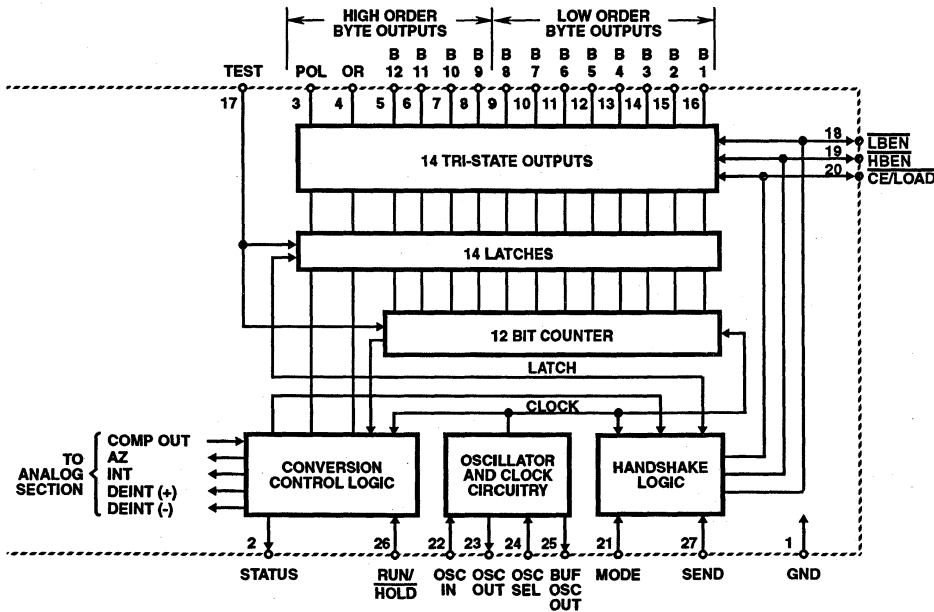 HIGH ORDER
BYTE OUTPUTS
LOW ORDER
BYTE OUTPUTS
TEST POL OR B 12 B 11 B 10 B 9 B 8 B 7 B 6 B 5 B 4 B 3 B 2 B 1
17 3 4 5 6 7 8 9 10 11 12 13 14 15 16
14 TRI-STATE OUTPUTS
18 LBEN
19 HBEN
20 CE/LOAD
14 LATCHES
12 BIT COUNTER
LATCH
CLOCK
TO
ANALOG
SECTION
COMP OUT
AZ
INT
DEINT (+)
DEINT (-)
CONVERSION
CONTROL LOGIC
OSCILLATOR
AND CLOCK
CIRCUITRY
HANDSHAKE
LOGIC
2 26 22 23 24 25 21 27 1
STATUS
RUN/
HOLD
OSC
IN
OSC
OUT
OSC
SEL
BUF
OSC
OUT
MODE
SEND
GND